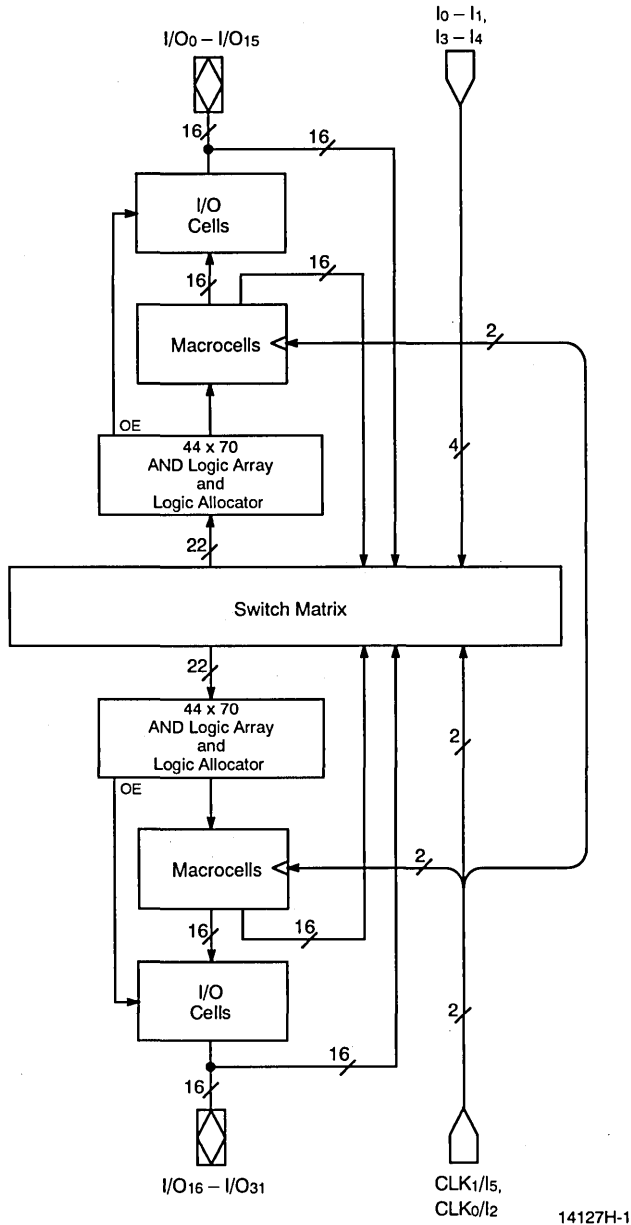 I/O0 – I/O15
I0 – I1,
I3 – I4
16
16
I/O
Cells
16
16
Macrocells
2
OE
44 x 70
AND Logic Array
and
Logic Allocator
4
22
Switch Matrix
22
44 x 70
AND Logic Array
and
Logic Allocator
2
OE
Macrocells
2
16
16
I/O
Cells
2
16
16
I/O16 – I/O31
CLK1/I5,
CLK0/I2
14127H-1